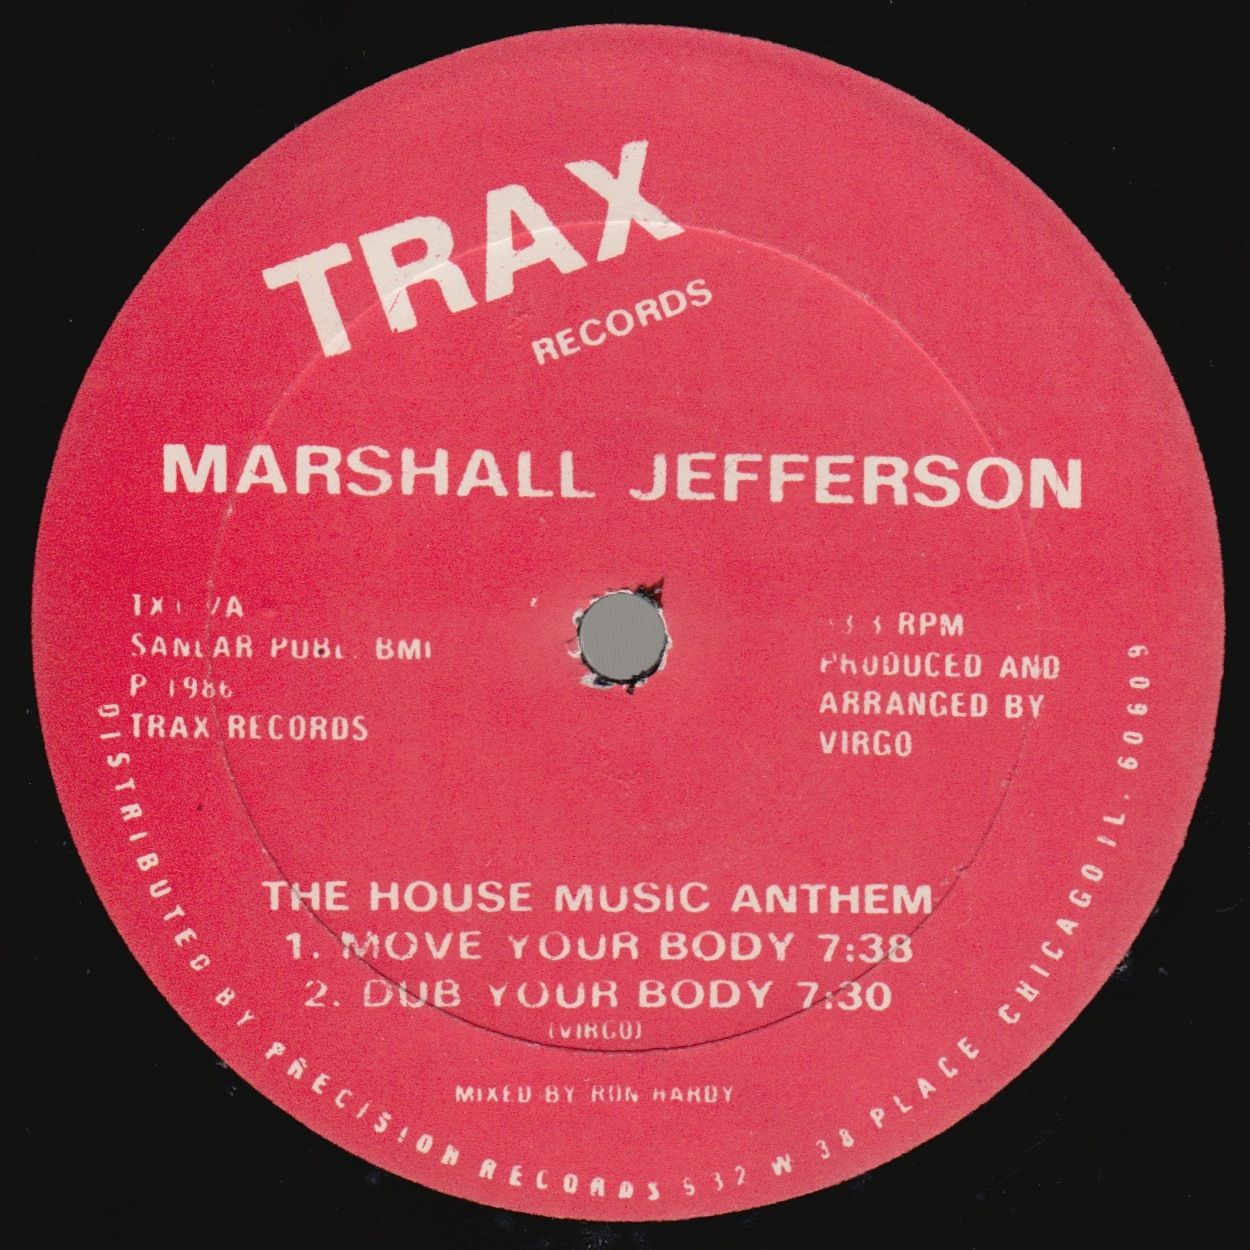 TRAX
RECORDS
MARSHALL JEFFERSON
SANLAR PUBL. BMI
P 1986
TRAX RECORDS
RPM
PRODUCED AND
ARRANGED BY
VIRGO
THE HOUSE MUSIC ANTHEM
1. MOVE YOUR BODY 7:38
2. DUB YOUR BODY 7:30
(VIRGO)
MIXED BY RON HARDY
DISTRIBUTED BY PRECISION RECORDS 932 W 38 PLACE CHICAGO IL. 60609